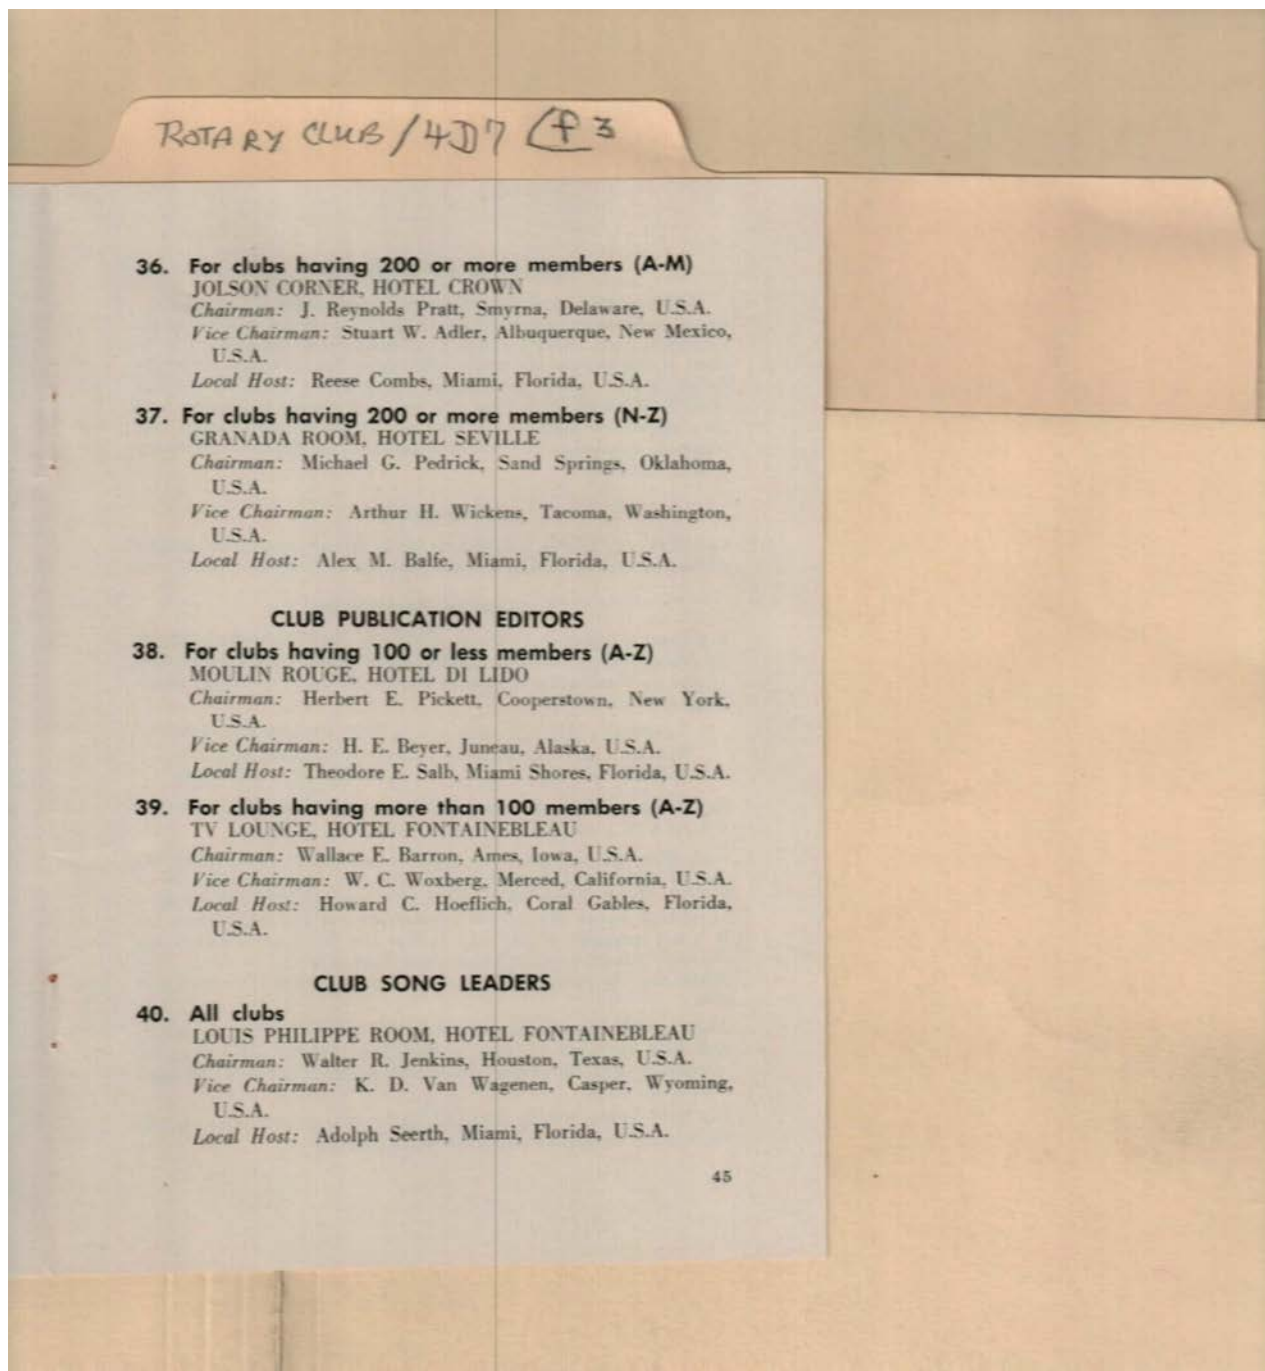 ROTARY CLUB/4D7 f3
36. For clubs having 200 or more members (A-M)
JOLSON CORNER, HOTEL CROWN
Chairman: J. Reynolds Pratt, Smyrna, Delaware, U.S.A.
Vice Chairman: Stuart W. Adler, Albuquerque, New Mexico,
U.S.A.
Local Host: Reese Combs, Miami, Florida, U.S.A.
37. For clubs having 200 or more members (N-Z)
GRANADA ROOM, HOTEL SEVILLE
Chairman: Michael G. Pedrick, Sand Springs, Oklahoma,
U.S.A.
Vice Chairman: Arthur H. Wickens, Tacoma, Washington,
U.S.A.
Local Host: Alex M. Balfe, Miami, Florida, U.S.A.
CLUB PUBLICATION EDITORS
38. For clubs having 100 or less members (A-Z)
MOULIN ROUGE, HOTEL DI LIDO
Chairman: Herbert E. Pickett, Cooperstown, New York,
U.S.A.
Vice Chairman: H. E. Beyer, Juneau, Alaska, U.S.A.
Local Host: Theodore E. Salb, Miami Shores, Florida, U.S.A.
39. For clubs having more than 100 members (A-Z)
TV LOUNGE, HOTEL FONTAINEBLEAU
Chairman: Wallace E. Barron, Ames, Iowa, U.S.A.
Vice Chairman: W. C. Woxberg, Merced, California, U.S.A.
Local Host: Howard C. Hoeflich, Coral Gables, Florida,
U.S.A.
CLUB SONG LEADERS
40. All clubs
LOUIS PHILIPPE ROOM, HOTEL FONTAINEBLEAU
Chairman: Walter R. Jenkins, Houston, Texas, U.S.A.
Vice Chairman: K. D. Van Wagenen, Casper, Wyoming,
U.S.A.
Local Host: Adolph Seerth, Miami, Florida, U.S.A.
45